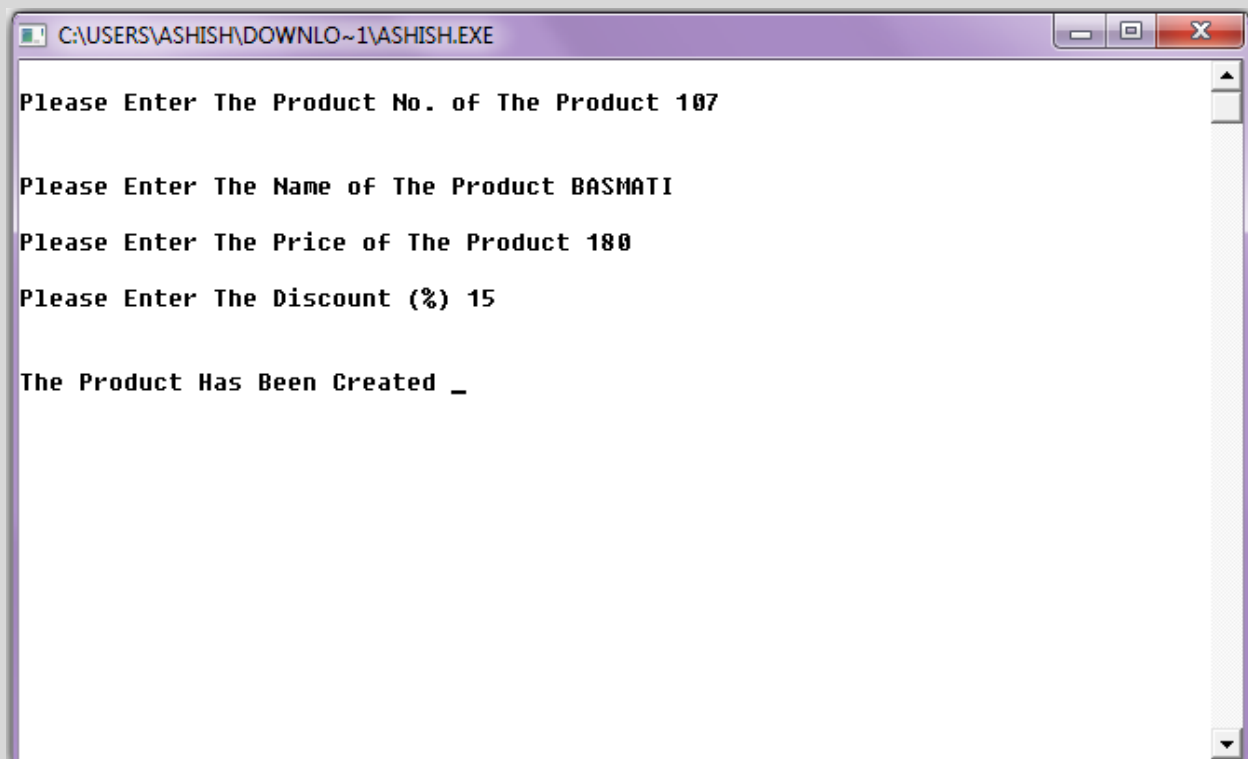 C:\USERS\ASHISH\DOWNLO~1\ASHISH.EXE
Please Enter The Product No. of The Product 107
Please Enter The Name of The Product BASMATI
Please Enter The Price of The Product 180
Please Enter The Discount (%) 15
The Product Has Been Created _